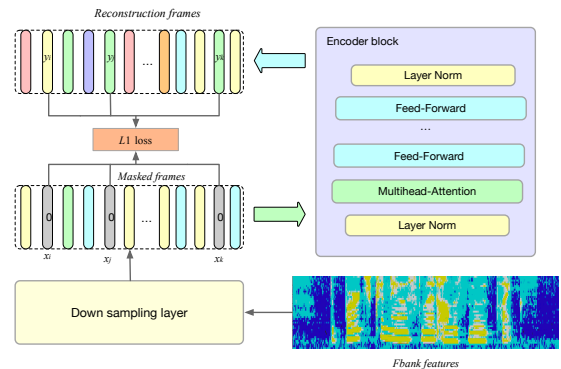 Reconstruction frames
yi yj ... yk
L1 loss
Masked frames
0 0 ... 0
xi xj xk
Down sampling layer
Encoder block
Layer Norm
Feed-Forward
...
Feed-Forward
Multihead-Attention
Layer Norm
Fbank features